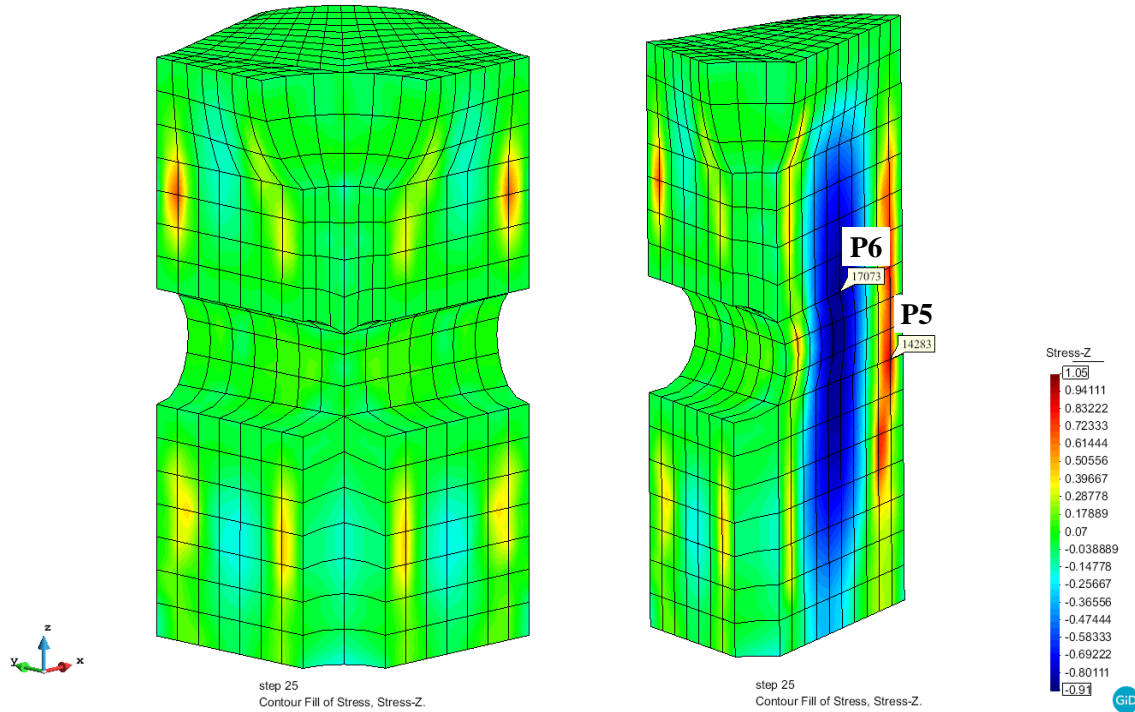 P6
17073
P5
14283
Stress-Z
1.05
0.94111
0.83222
0.72333
0.61444
0.50556
0.39667
0.28778
0.17889
0.07
-0.038889
-0.14778
-0.25667
-0.36556
-0.47444
-0.58333
-0.69222
-0.80111
-0.91
z
y
x
step 25
Contour Fill of Stress, Stress-Z.
step 25
Contour Fill of Stress, Stress-Z.
GiD